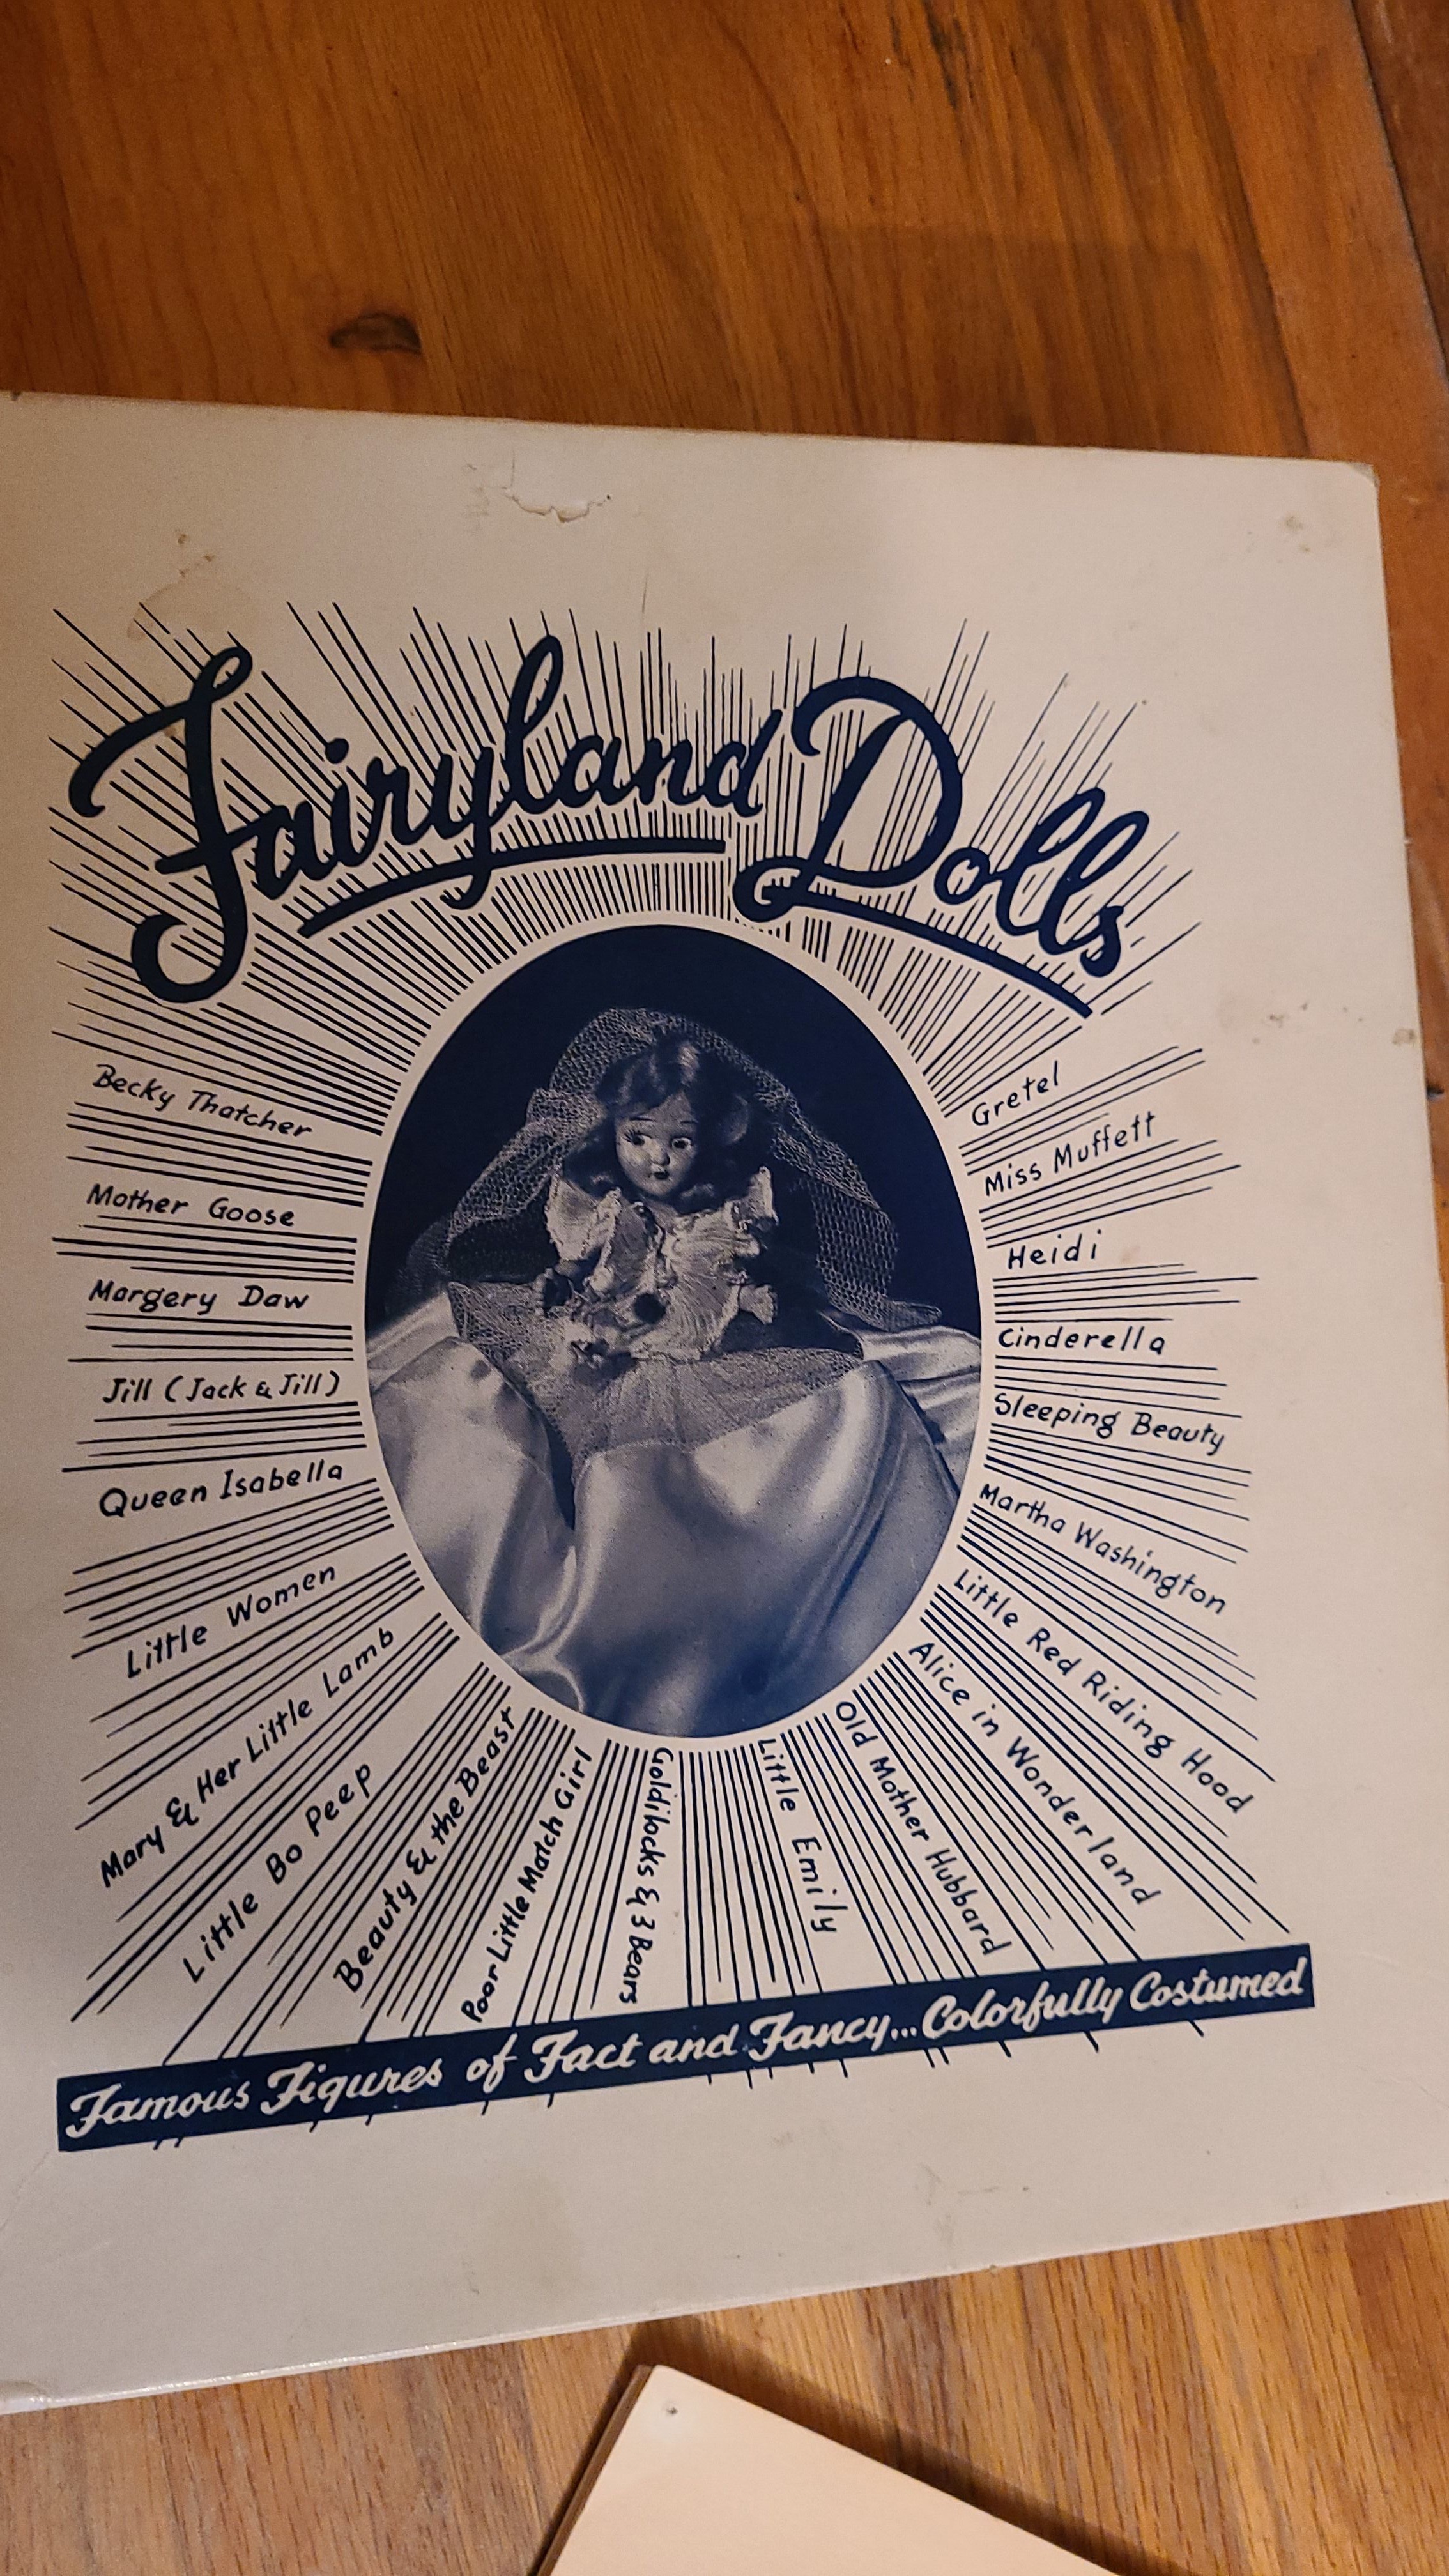 Fairyland Dolls
Becky Thatcher
Mother Goose
Margery Daw
Jill (Jack & Jill)
Queen Isabella
Little Women
Mary & Her Little Lamb
Little Bo Peep
Beauty & the Beast
Poor Little Match Girl
Goldilocks & 3 Bears
Little Emily
Old Mother Hubbard
Alice in Wonderland
Little Red Riding Hood
Martha Washington
Sleeping Beauty
Cinderella
Heidi
Miss Muffett
Gretel
Famous Figures of Fact and Fancy... Colorfully Costumed